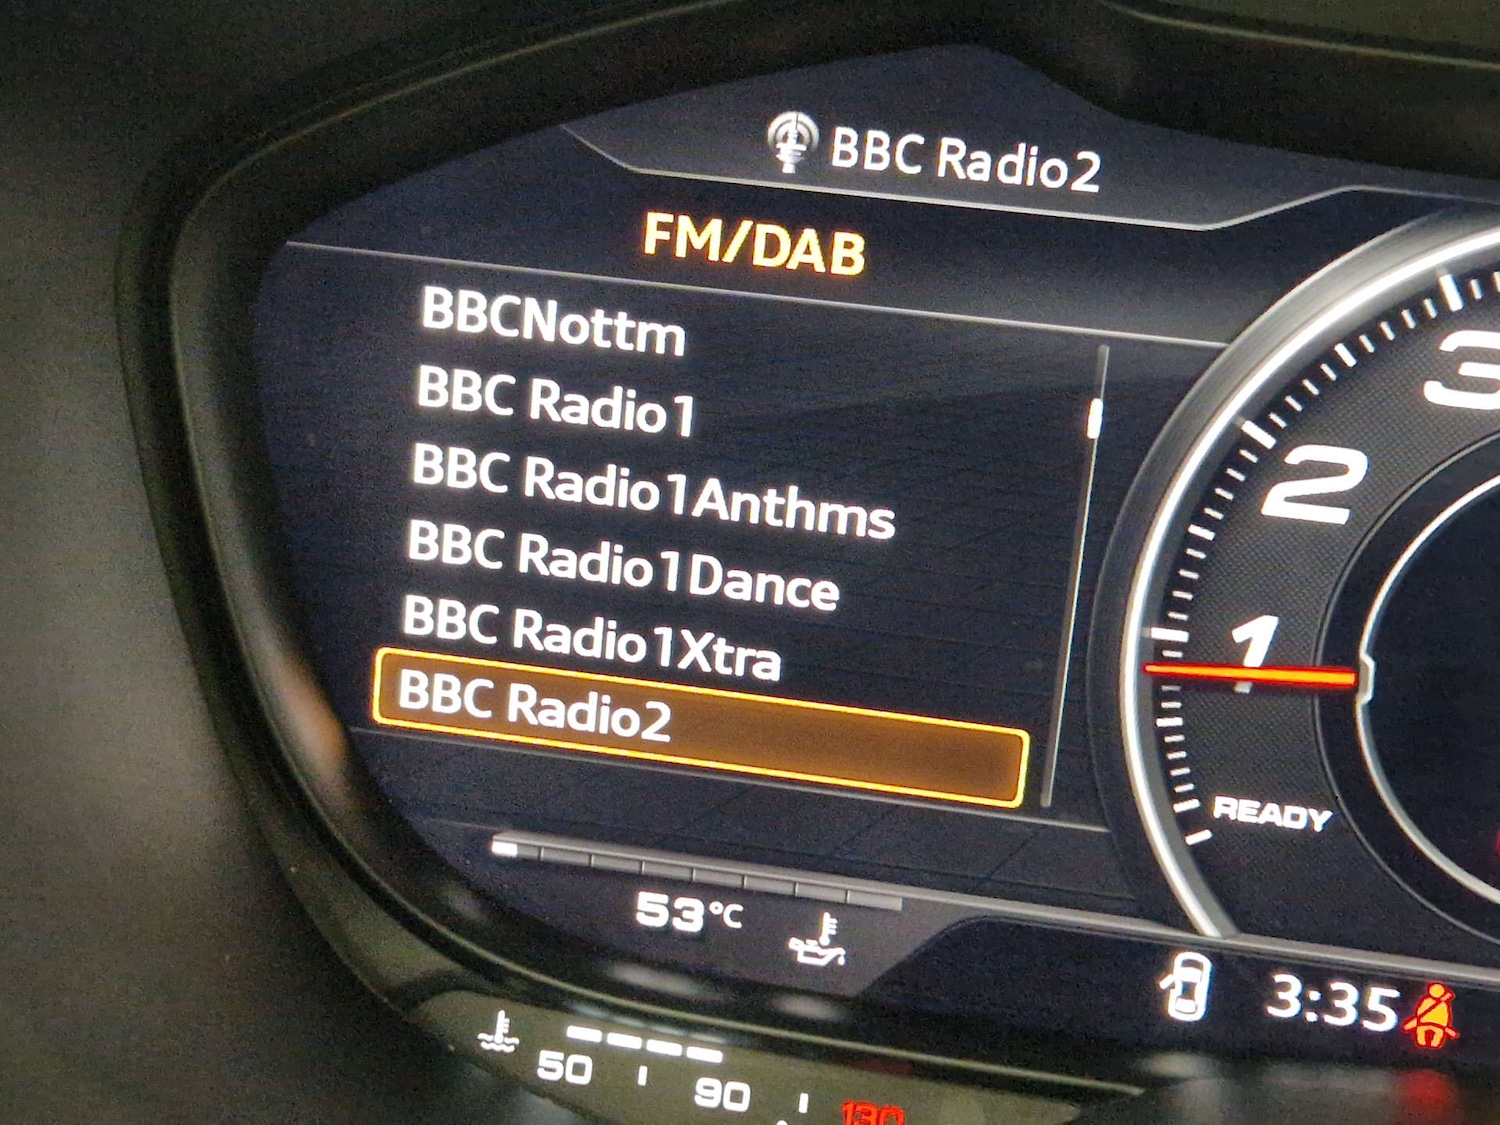 BBC Radio2
FM/DAB
BBCNottm
BBC Radio1
BBC Radio1Anthms
BBC Radio1Dance
BBC Radio1Xtra
BBC Radio2
3
2
1
READY
53°C
3:35
50
90
130